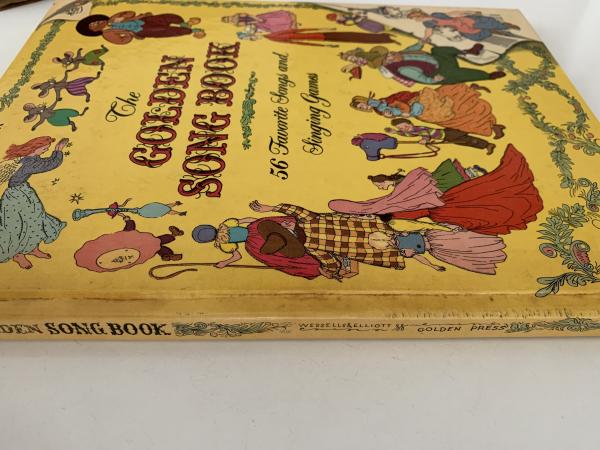 The
GOLDEN
SONG BOOK
56 Favorite Songs and
Singing Games
DEN SONG BOOK WESSELLS & ELLIOTT GOLDEN PRESS